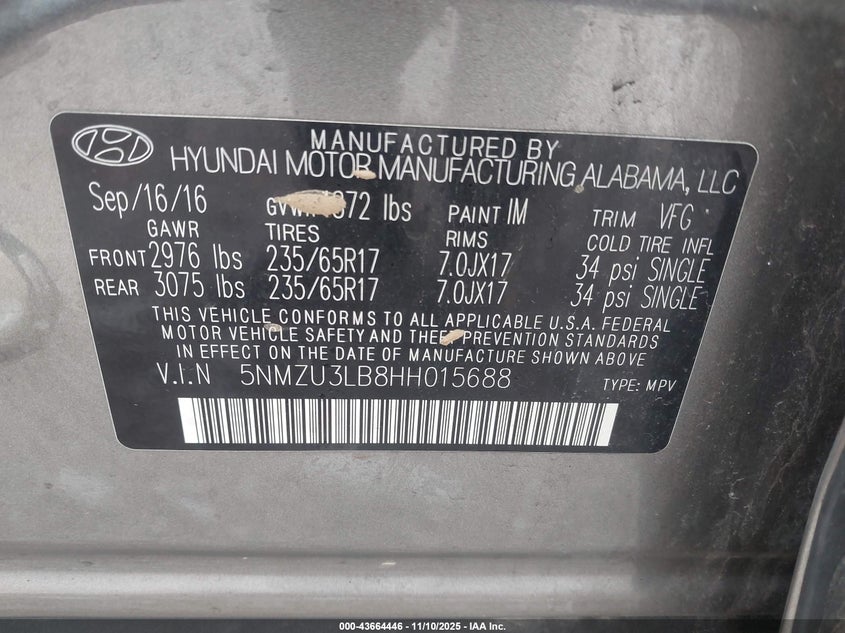 MANUFACTURED BY
HYUNDAI MOTOR MANUFACTURING ALABAMA, LLC
Sep/16/16 GVWR lbs PAINT IM TRIM VFG
GAWR TIRES RIMS COLD TIRE INFL
FRONT 2976 lbs 235/65R17 7.0JX17 34 psi SINGLE
REAR 3075 lbs 235/65R17 7.0JX17 34 psi SINGLE
THIS VEHICLE CONFORMS TO ALL APPLICABLE U.S.A. FEDERAL
MOTOR VEHICLE SAFETY AND THEFT PREVENTION STANDARDS
IN EFFECT ON THE DATE OF MANUFACTURE SHOWN ABOVE
V.I.N 5NMZU3LB8HH015688 TYPE: MPV
000-43664446 - 11/10/2025 - IAA Inc.